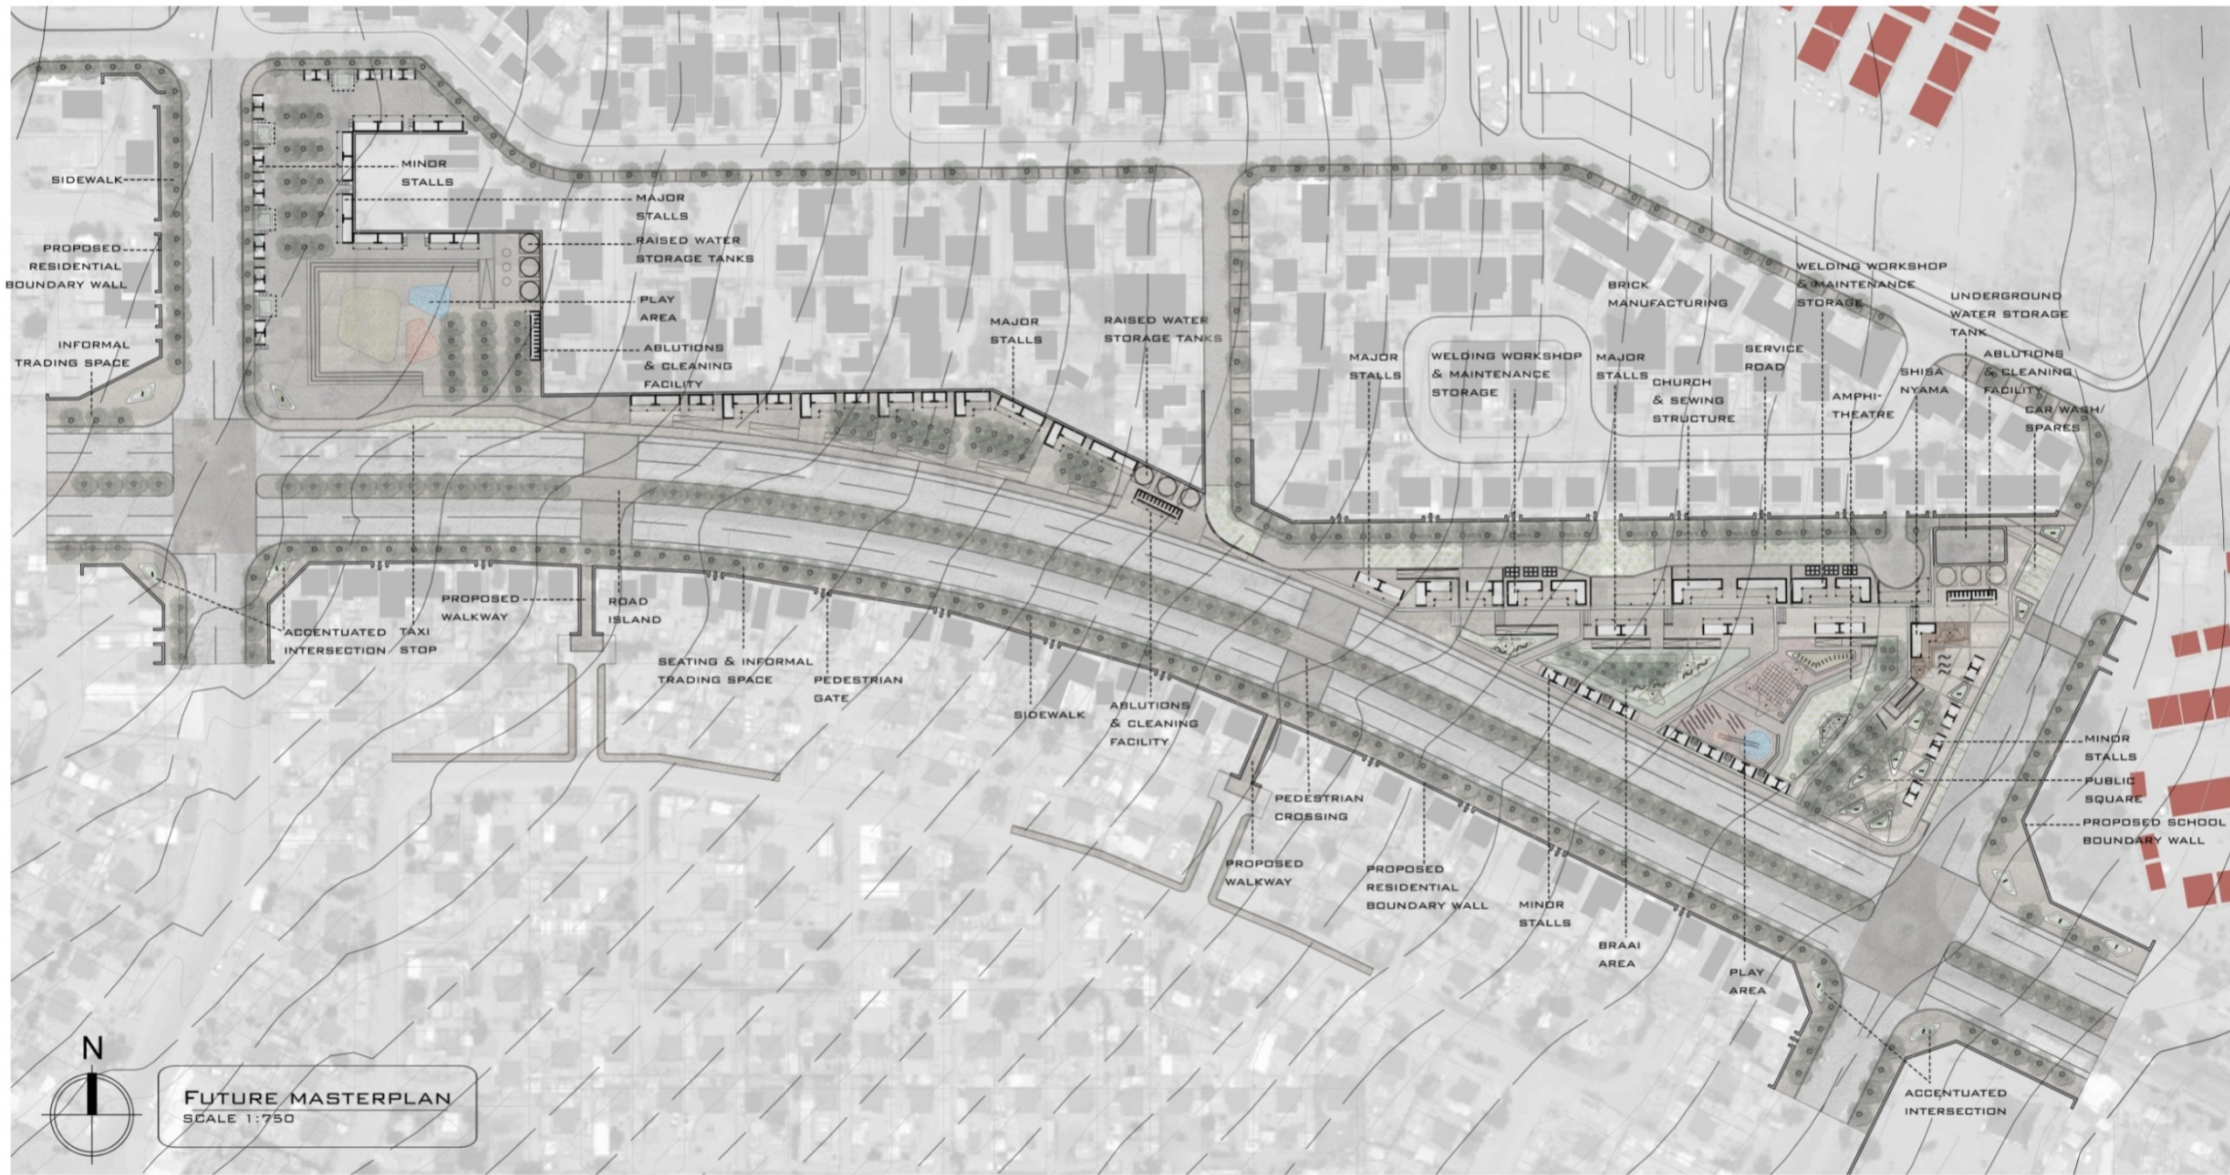 SIDEWALK
PROPOSED
RESIDENTIAL
BOUNDARY WALL
INFORMAL
TRADING SPACE
MINOR
STALLS
MAJOR
STALLS
RAISED WATER
STORAGE TANKS
PLAY
AREA
ABLUTIONS
& CLEANING
FACILITY
MAJOR
STALLS
RAISED WATER
STORAGE TANKS
MAJOR
STALLS
WELDING WORKSHOP
& MAINTENANCE
STORAGE
BRICK
MANUFACTURING
MAJOR
STALLS
CHURCH
& SEWING
STRUCTURE
SERVICE
ROAD
WELDING WORKSHOP
& MAINTENANCE
STORAGE
AMPHI-
THEATRE
SHISA
NYAMA
UNDERGROUND
WATER STORAGE
TANK
ABLUTIONS
& CLEANING
FACILITY
CAR WASH/
SPARES
ACCENTUATED
INTERSECTION
TAXI
STOP
PROPOSED
WALKWAY
ROAD
ISLAND
SEATING & INFORMAL
TRADING SPACE
PEDESTRIAN
GATE
SIDEWALK
ABLUTIONS
& CLEANING
FACILITY
PROPOSED
WALKWAY
PEDESTRIAN
CROSSING
PROPOSED
RESIDENTIAL
BOUNDARY WALL
MINOR
STALLS
BRAAI
AREA
PLAY
AREA
MINOR
STALLS
PUBLIC
SQUARE
PROPOSED SCHOOL
BOUNDARY WALL
ACCENTUATED
INTERSECTION
N
FUTURE MASTERPLAN
SCALE 1:750